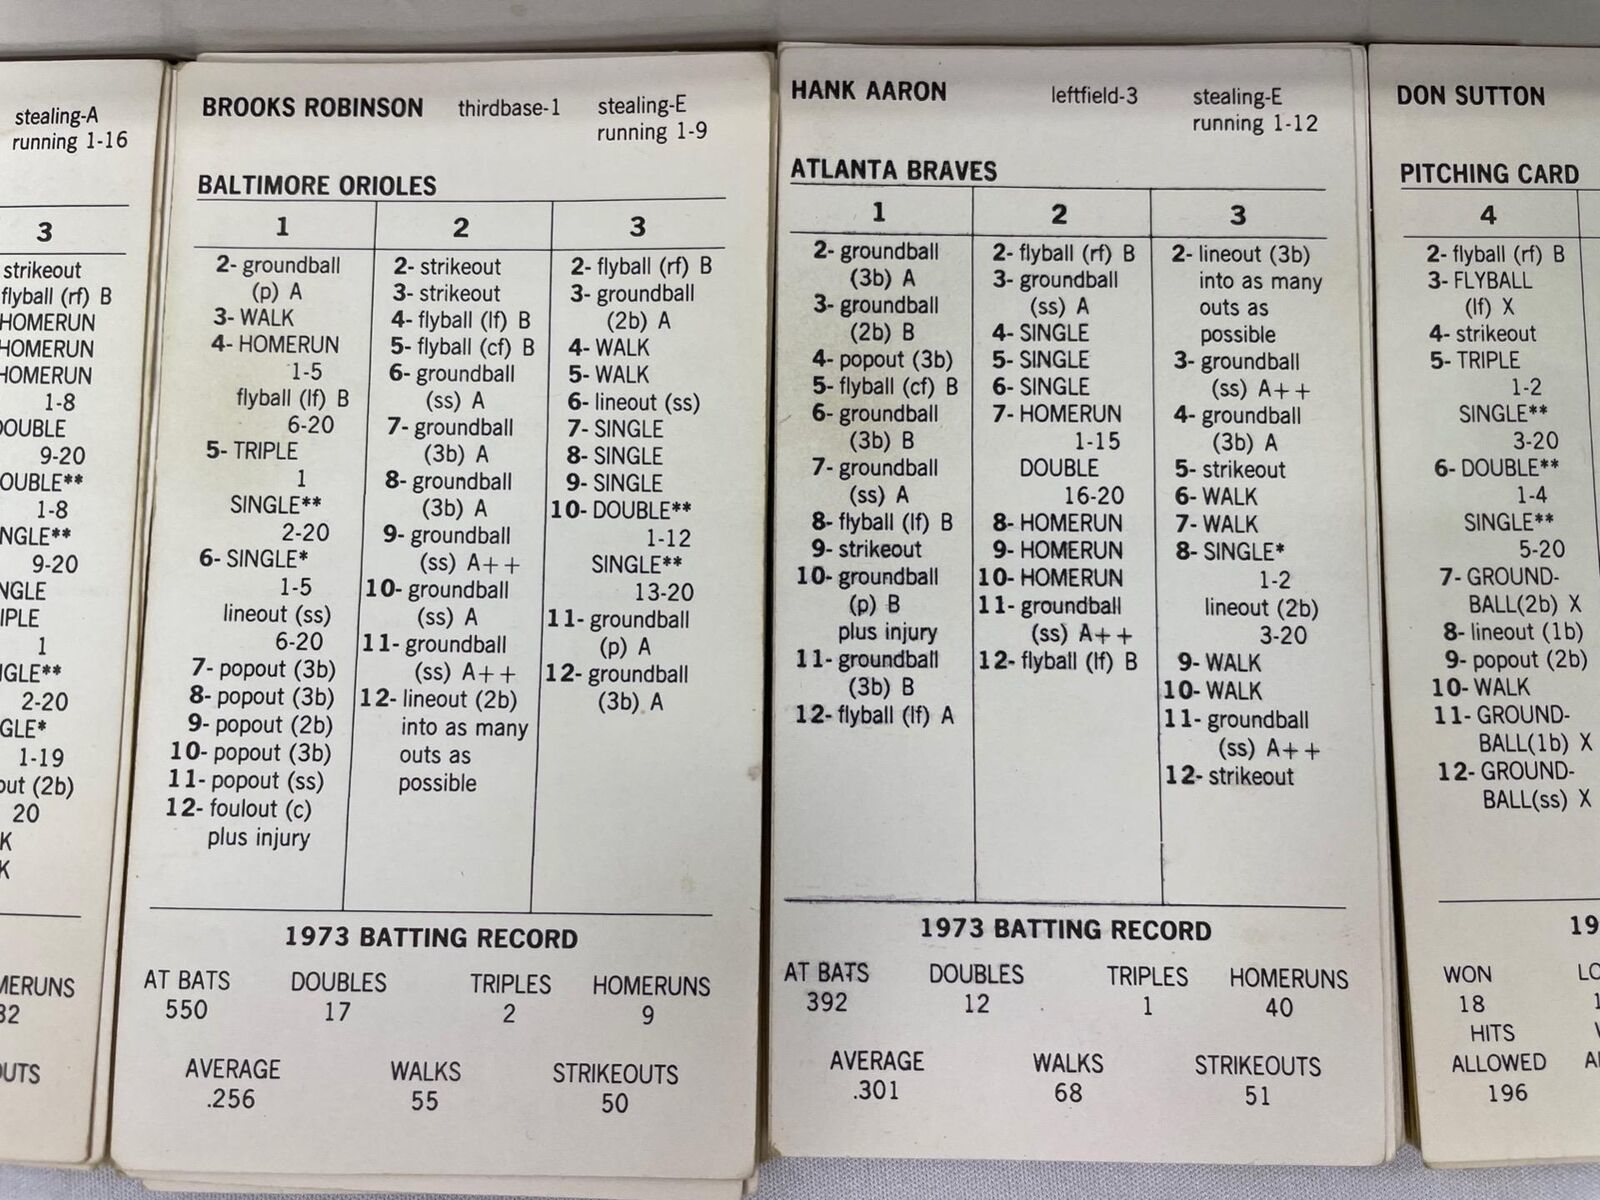 stealing-A
running 1-16
3
strikeout
flyball (rf) B
HOMERUN
HOMERUN
HOMERUN
1-8
DOUBLE
9-20
OUBLE**
1-8
NGLE**
9-20
NGLE
IPLE
1
GLE**
2-20
GLE*
1-19
out (2b)
20
K
K
MERUNS
32
OUTS
BROOKS ROBINSON thirdbase-1 stealing-E
running 1-9
BALTIMORE ORIOLES
1
2- groundball
(p) A
3- WALK
4- HOMERUN
1-5
flyball (lf) B
6-20
5- TRIPLE
1
SINGLE**
2-20
6- SINGLE*
1-5
lineout (ss)
6-20
7- popout (3b)
8- popout (3b)
9- popout (2b)
10- popout (3b)
11- popout (ss)
12- foulout (c)
plus injury
2
2- strikeout
3- strikeout
4- flyball (lf) B
5- flyball (cf) B
6- groundball
(ss) A
7- groundball
(3b) A
8- groundball
(3b) A
9- groundball
(ss) A++
10- groundball
(ss) A
11- groundball
(ss) A++
12- lineout (2b)
into as many
outs as
possible
3
2- flyball (rf) B
3- groundball
(2b) A
4- WALK
5- WALK
6- lineout (ss)
7- SINGLE
8- SINGLE
9- SINGLE
10- DOUBLE**
1-12
SINGLE**
13-20
11- groundball
(p) A
12- groundball
(3b) A
1973 BATTING RECORD
AT BATS DOUBLES TRIPLES HOMERUNS
550 17 2 9
AVERAGE WALKS STRIKEOUTS
.256 55 50
HANK AARON leftfield-3 stealing-E
running 1-12
ATLANTA BRAVES
1
2- groundball
(3b) A
3- groundball
(2b) B
4- popout (3b)
5- flyball (cf) B
6- groundball
(3b) B
7- groundball
(ss) A
8- flyball (lf) B
9- strikeout
10- groundball
(p) B
plus injury
11- groundball
(3b) B
12- flyball (lf) A
2
2- flyball (rf) B
3- groundball
(ss) A
4- SINGLE
5- SINGLE
6- SINGLE
7- HOMERUN
1-15
DOUBLE
16-20
8- HOMERUN
9- HOMERUN
10- HOMERUN
11- groundball
(ss) A++
12- flyball (lf) B
3
2- lineout (3b)
into as many
outs as
possible
3- groundball
(ss) A++
4- groundball
(3b) A
5- strikeout
6- WALK
7- WALK
8- SINGLE*
1-2
lineout (2b)
3-20
9- WALK
10- WALK
11- groundball
(ss) A++
12- strikeout
1973 BATTING RECORD
AT BATS DOUBLES TRIPLES HOMERUNS
392 12 1 40
AVERAGE WALKS STRIKEOUTS
.301 68 51
DON SUTTON
PITCHING CARD
4
2- flyball (rf) B
3- FLYBALL
(lf) X
4- strikeout
5- TRIPLE
1-2
SINGLE**
3-20
6- DOUBLE**
1-4
SINGLE**
5-20
7- GROUND-
BALL(2b) X
8- lineout (1b)
9- popout (2b)
10- WALK
11- GROUND-
BALL(1b) X
12- GROUND-
BALL(ss) X
19
WON LO
18 1
HITS
ALLOWED
196